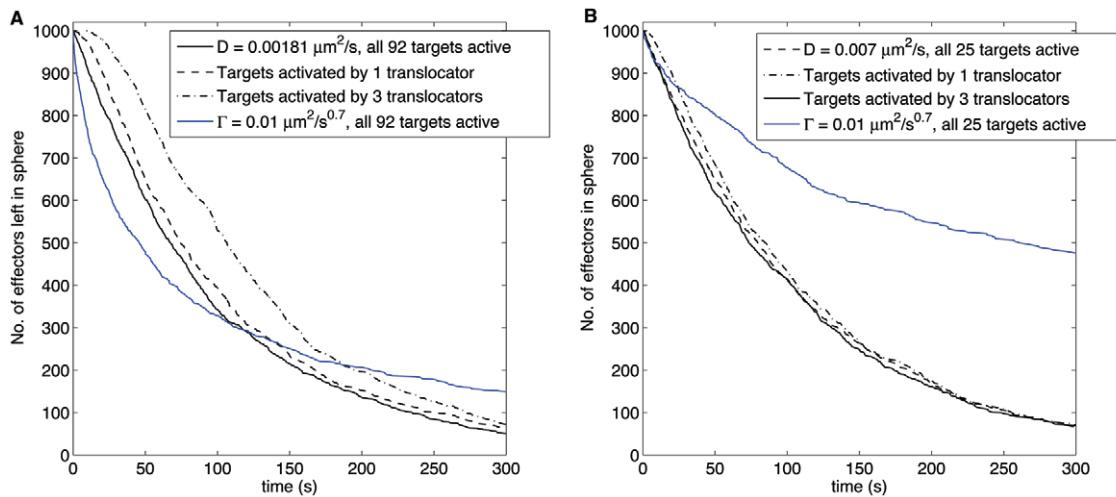 A
D = 0.00181 μm²/s, all 92 targets active
Targets activated by 1 translocator
Targets activated by 3 translocators
Γ = 0.01 μm²/s⁰·⁷, all 92 targets active
No. of effectors left in sphere
1000
900
800
700
600
500
400
300
200
100
0
0 50 100 150 200 250 300
time (s)
B
D = 0.007 μm²/s, all 25 targets active
Targets activated by 1 translocator
Targets activated by 3 translocators
Γ = 0.01 μm²/s⁰·⁷, all 25 targets active
No. of effectors in sphere
1000
900
800
700
600
500
400
300
200
100
0
0 50 100 150 200 250 300
time (s)